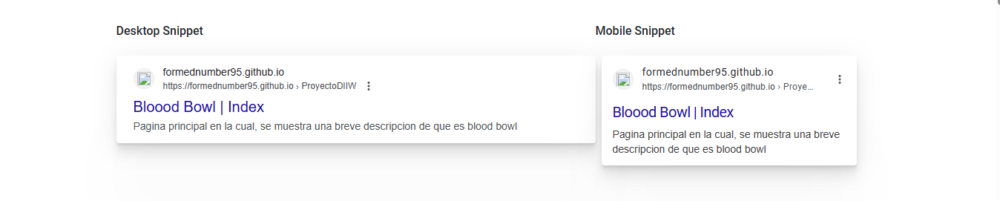 Desktop Snippet
formednumber95.github.io
https://formednumber95.github.io › ProyectoDIIW
Bloood Bowl | Index
Pagina principal en la cual, se muestra una breve descripcion de que es blood bowl
Mobile Snippet
formednumber95.github.io
https://formednumber95.github.io › Proye...
Bloood Bowl | Index
Pagina principal en la cual, se muestra una breve
descripcion de que es blood bowl